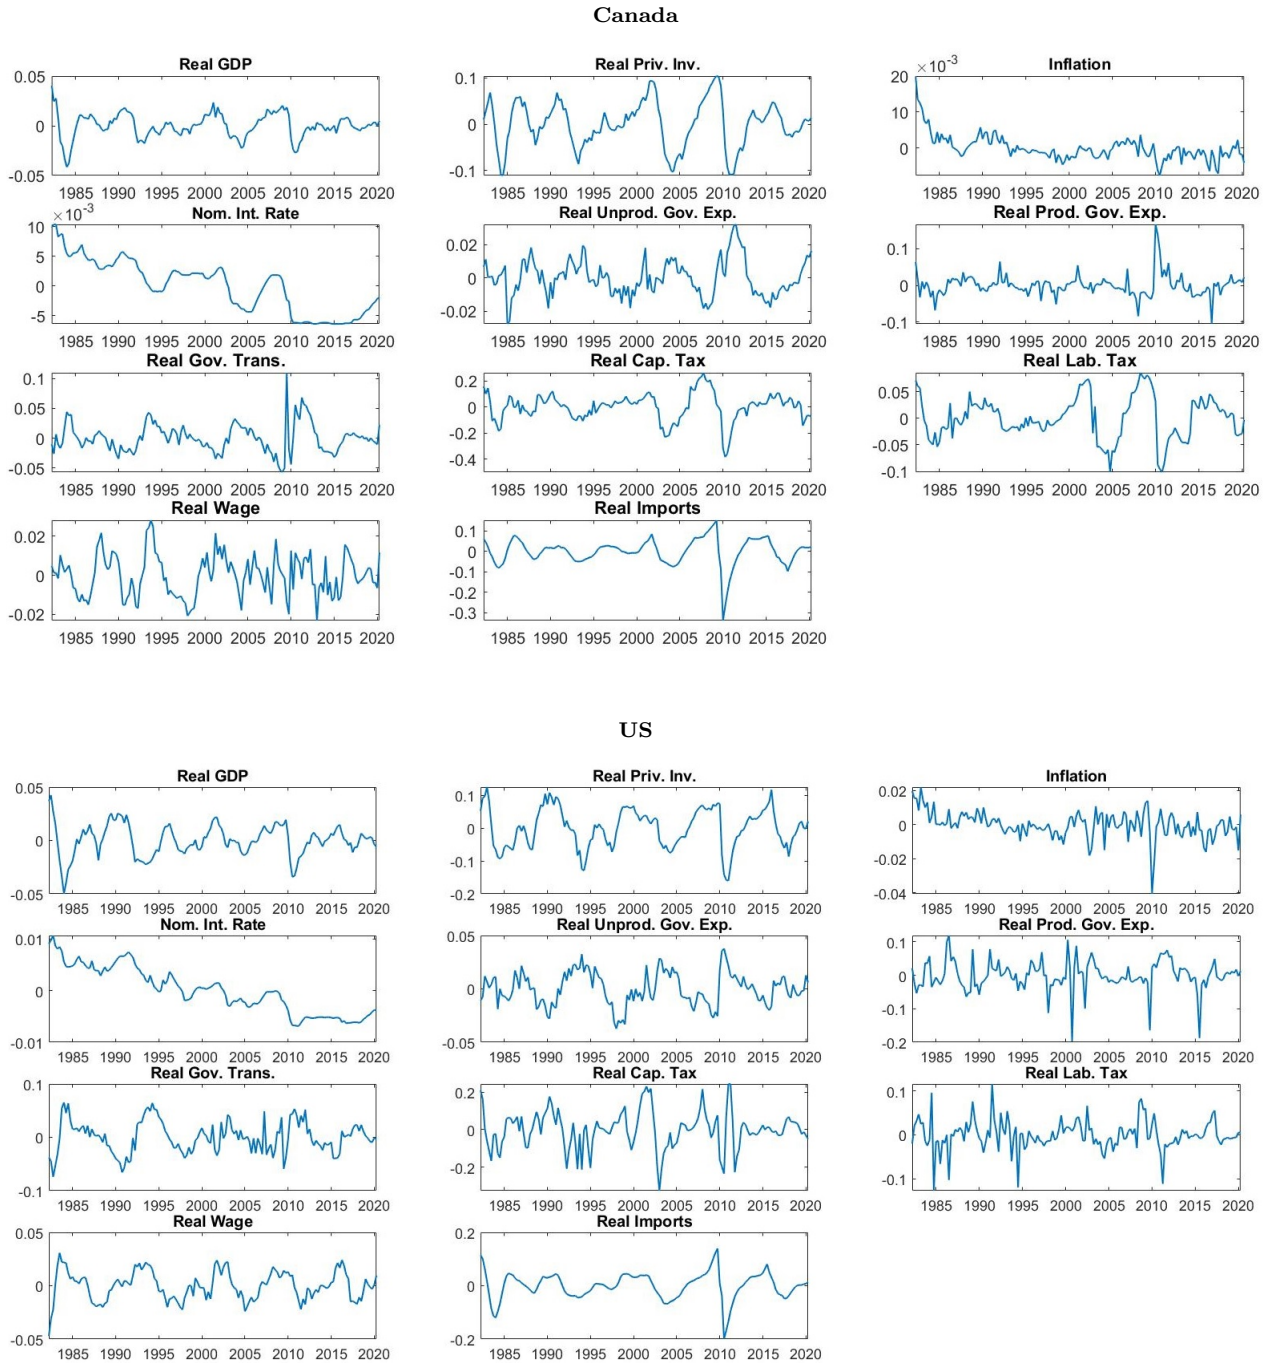 Canada
Real GDP
0.05
0
-0.05
1985 1990 1995 2000 2005 2010 2015 2020
Real Priv. Inv.
0.1
0
-0.1
1985 1990 1995 2000 2005 2010 2015 2020
Inflation
×10^-3
20
10
0
1985 1990 1995 2000 2005 2010 2015 2020
Nom. Int. Rate
×10^-3
10
5
0
-5
1985 1990 1995 2000 2005 2010 2015 2020
Real Unprod. Gov. Exp.
0.02
0
-0.02
1985 1990 1995 2000 2005 2010 2015 2020
Real Prod. Gov. Exp.
0.1
0
-0.1
1985 1990 1995 2000 2005 2010 2015 2020
Real Gov. Trans.
0.1
0.05
0
-0.05
1985 1990 1995 2000 2005 2010 2015 2020
Real Cap. Tax
0.2
0
-0.2
-0.4
1985 1990 1995 2000 2005 2010 2015 2020
Real Lab. Tax
0.05
0
-0.05
-0.1
1985 1990 1995 2000 2005 2010 2015 2020
Real Wage
0.02
0
-0.02
1985 1990 1995 2000 2005 2010 2015 2020
Real Imports
0.1
0
-0.1
-0.2
-0.3
1985 1990 1995 2000 2005 2010 2015 2020
US
Real GDP
0.05
0
-0.05
1985 1990 1995 2000 2005 2010 2015 2020
Real Priv. Inv.
0.1
0
-0.1
-0.2
1985 1990 1995 2000 2005 2010 2015 2020
Inflation
0.02
0
-0.02
-0.04
1985 1990 1995 2000 2005 2010 2015 2020
Nom. Int. Rate
0.01
0
-0.01
1985 1990 1995 2000 2005 2010 2015 2020
Real Unprod. Gov. Exp.
0.05
0
-0.05
1985 1990 1995 2000 2005 2010 2015 2020
Real Prod. Gov. Exp.
0.1
0
-0.1
-0.2
1985 1990 1995 2000 2005 2010 2015 2020
Real Gov. Trans.
0.1
0
-0.1
1985 1990 1995 2000 2005 2010 2015 2020
Real Cap. Tax
0.2
0
-0.2
1985 1990 1995 2000 2005 2010 2015 2020
Real Lab. Tax
0.1
0
-0.1
1985 1990 1995 2000 2005 2010 2015 2020
Real Wage
0.05
0
-0.05
1985 1990 1995 2000 2005 2010 2015 2020
Real Imports
0.2
0
-0.2
1985 1990 1995 2000 2005 2010 2015 2020